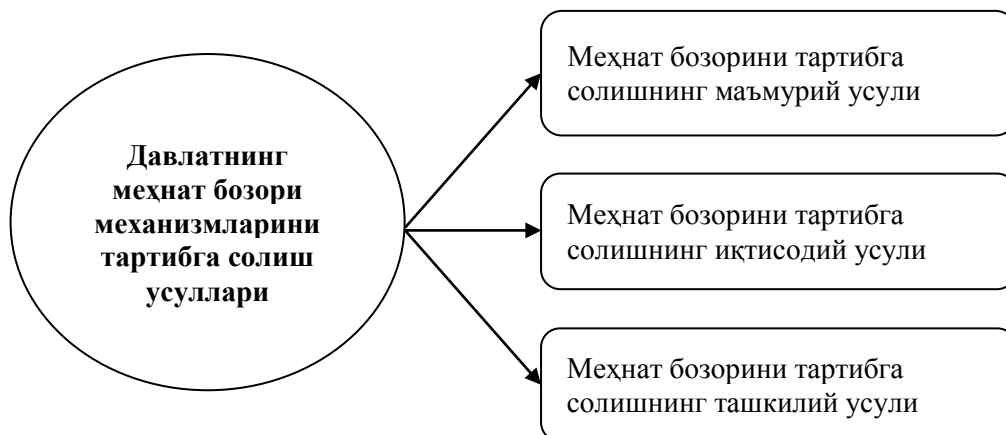 Давлатнинг
меҳнат бозори
механизмларини
тартибга солиш
усуллари
Меҳнат бозорини тартибга
солишнинг маъмурий усули
Меҳнат бозорини тартибга
солишнинг иқтисодий усули
Меҳнат бозорини тартибга
солишнинг ташкилий усули